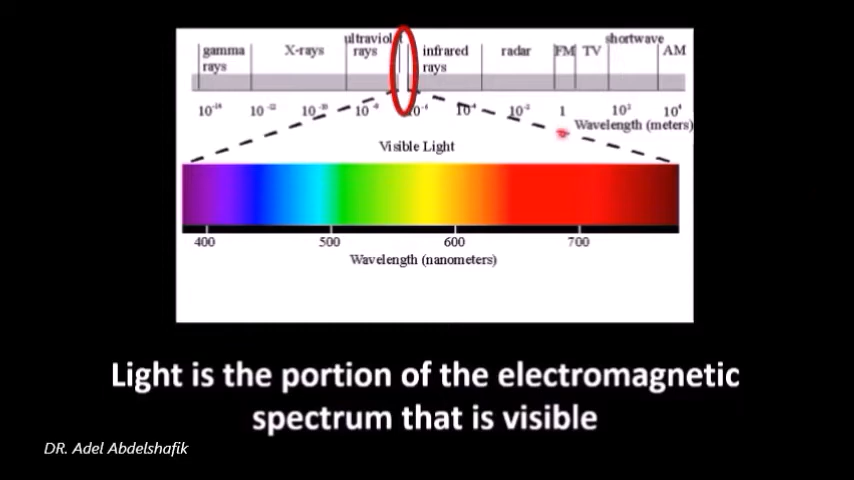 gamma rays X-rays ultraviolet rays infrared rays radar FM TV shortwave AM
10⁻¹⁴ 10⁻¹² 10⁻¹⁰ 10⁻⁸ 10⁻⁶ 10⁻⁴ 10⁻² 1 10² 10⁴
Wavelength (meters)
Visible Light
400 500 600 700
Wavelength (nanometers)
Light is the portion of the electromagnetic
spectrum that is visible
DR. Adel Abdelshafik